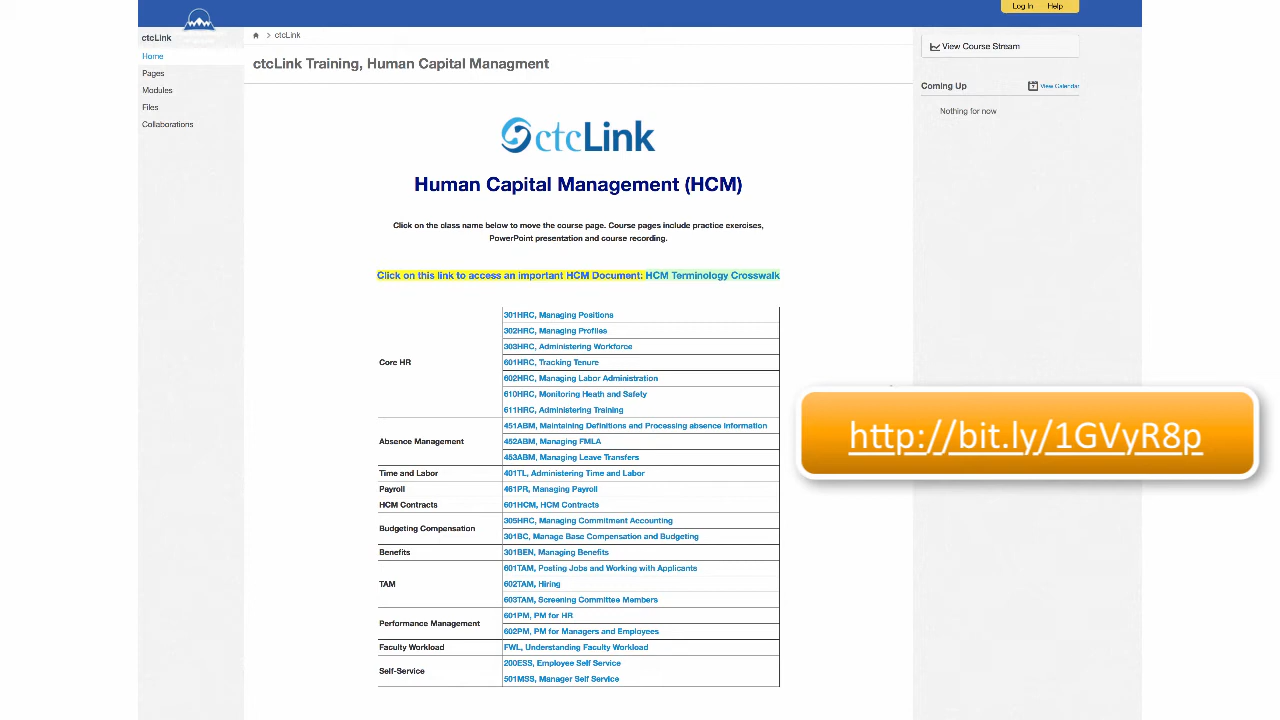 Log In Help
ctcLink
Home
Pages
Modules
Files
Collaborations
ctcLink
ctcLink Training, Human Capital Managment
View Course Stream
Coming Up
View Calendar
Nothing for now
ctcLink
Human Capital Management (HCM)
Click on the class name below to move the course page. Course pages include practice exercises,
PowerPoint presentation and course recording.
Click on this link to access an important HCM Document: HCM Terminology Crosswalk
Core HR
301HRC, Managing Positions
302HRC, Managing Profiles
303HRC, Administering Workforce
601HRC, Tracking Tenure
602HRC, Managing Labor Administration
610HRC, Monitoring Heath and Safety
611HRC, Administering Training
Absence Management
451ABM, Maintaining Definitions and Processing absence Information
452ABM, Managing FMLA
453ABM, Managing Leave Transfers
Time and Labor
401TL, Administering Time and Labor
Payroll
461PR, Managing Payroll
HCM Contracts
601HCM, HCM Contracts
Budgeting Compensation
305HRC, Managing Commitment Accounting
301BC, Manage Base Compensation and Budgeting
Benefits
301BEN, Managing Benefits
TAM
601TAM, Posting Jobs and Working with Applicants
602TAM, Hiring
603TAM, Screening Committee Members
Performance Management
601PM, PM for HR
602PM, PM for Managers and Employees
Faculty Workload
FWL, Understanding Faculty Workload
Self-Service
200ESS, Employee Self Service
501MSS, Manager Self Service
http://bit.ly/1GVyR8p